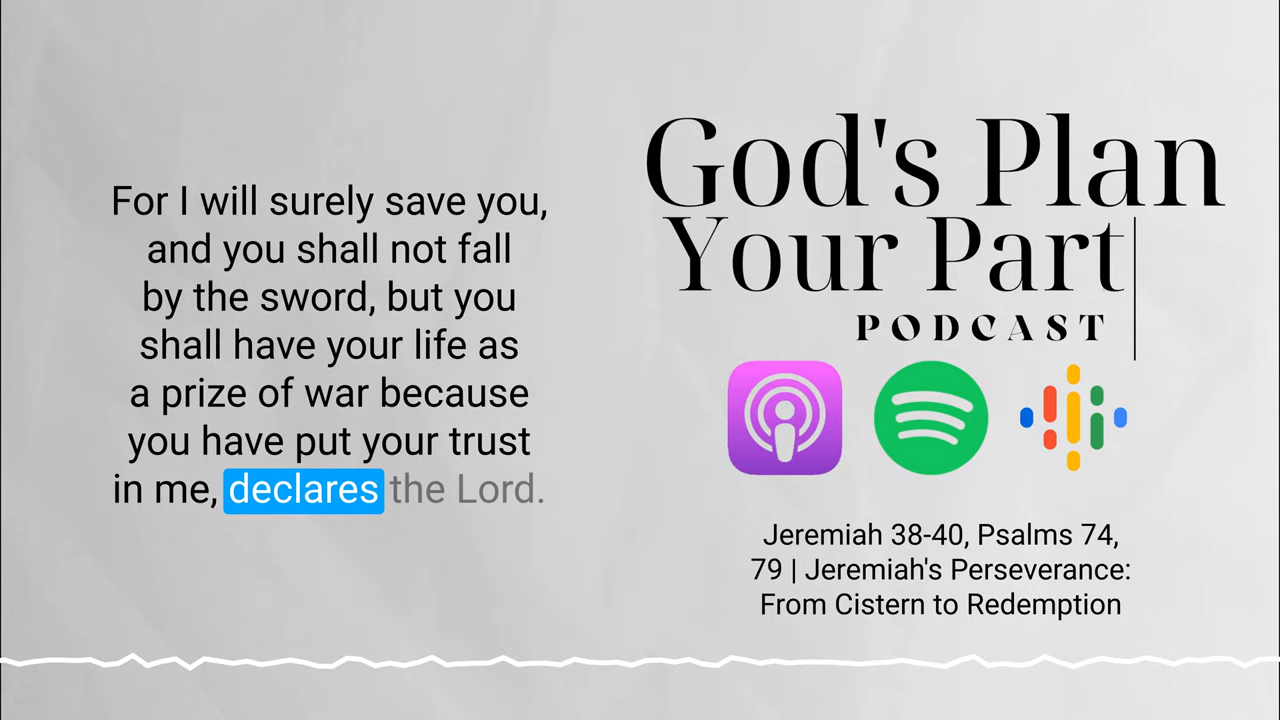 For I will surely save you,
and you shall not fall
by the sword, but you
shall have your life as
a prize of war because
you have put your trust
in me, declares the Lord.
God's Plan
Your Part
PODCAST
Jeremiah 38-40, Psalms 74,
79 | Jeremiah's Perseverance:
From Cistern to Redemption